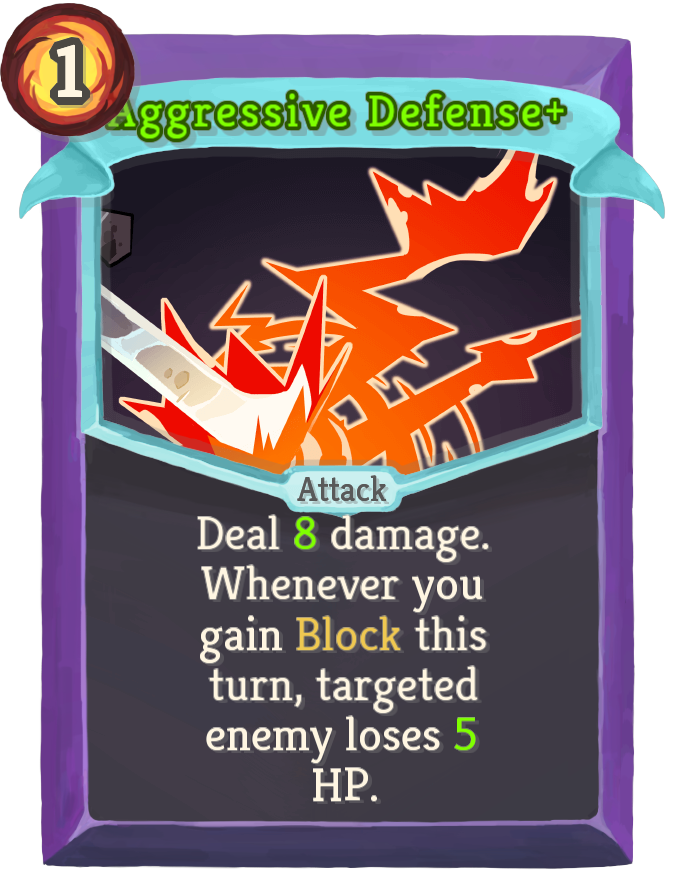 1
Aggressive Defense+
Attack
Deal 8 damage.
Whenever you
gain Block this
turn, targeted
enemy loses 5
HP.